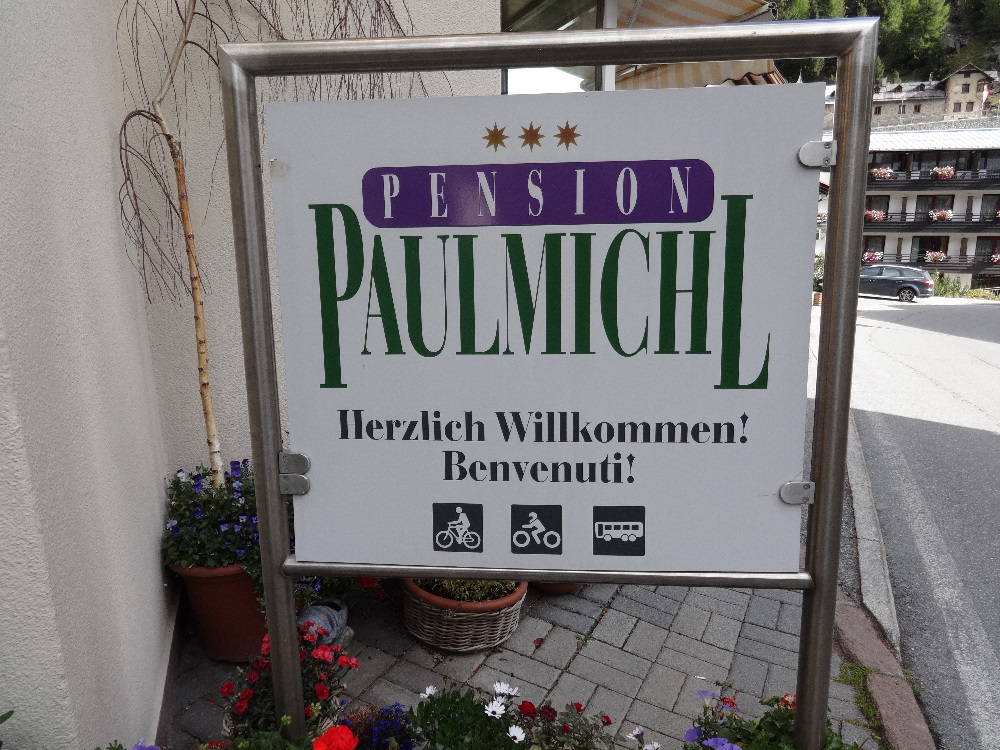 PENSION
PAULMICHL
Herzlich Willkommen!
Benvenuti!